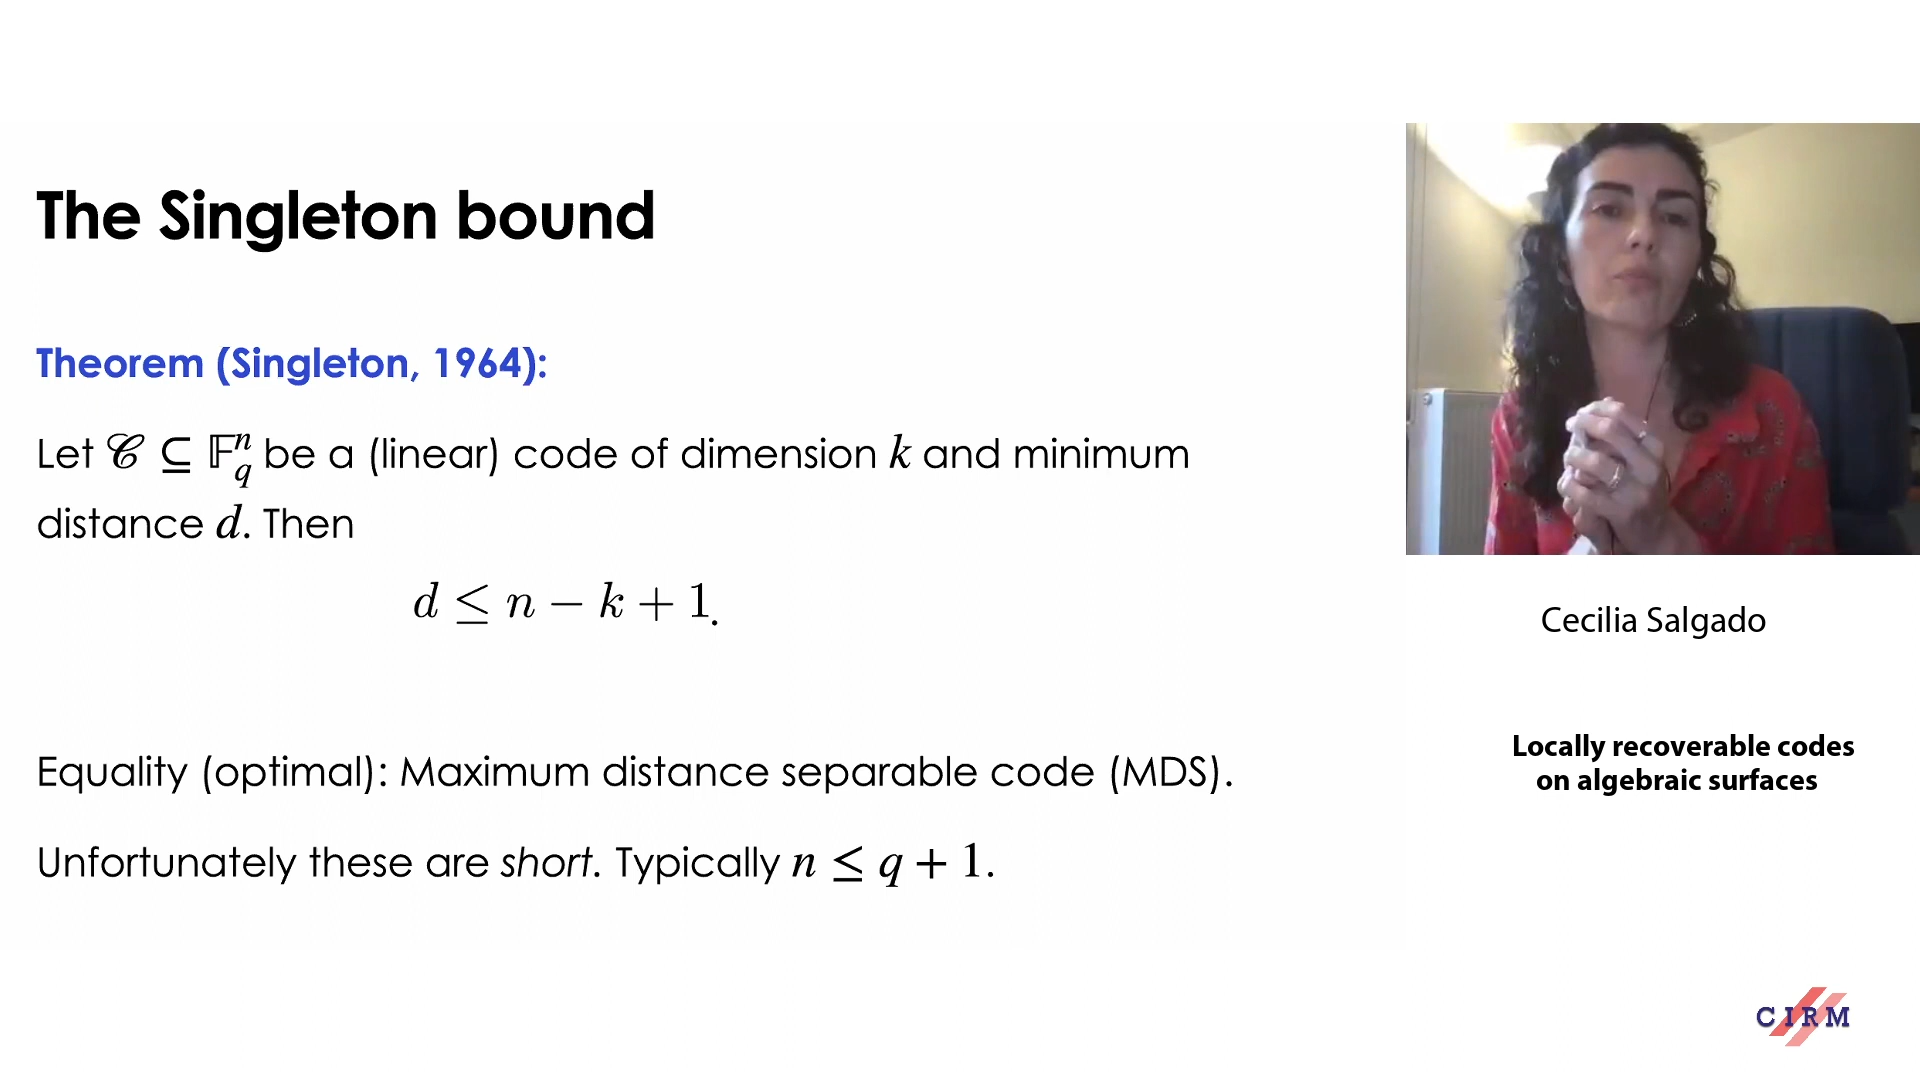 The Singleton bound
Theorem (Singleton, 1964):
Let 𝒞 ⊆ 𝔽_q^n be a (linear) code of dimension k and minimum
distance d. Then
d ≤ n − k + 1.
Equality (optimal): Maximum distance separable code (MDS).
Unfortunately these are short. Typically n ≤ q + 1.
Cecilia Salgado
Locally recoverable codes
on algebraic surfaces
CIRM